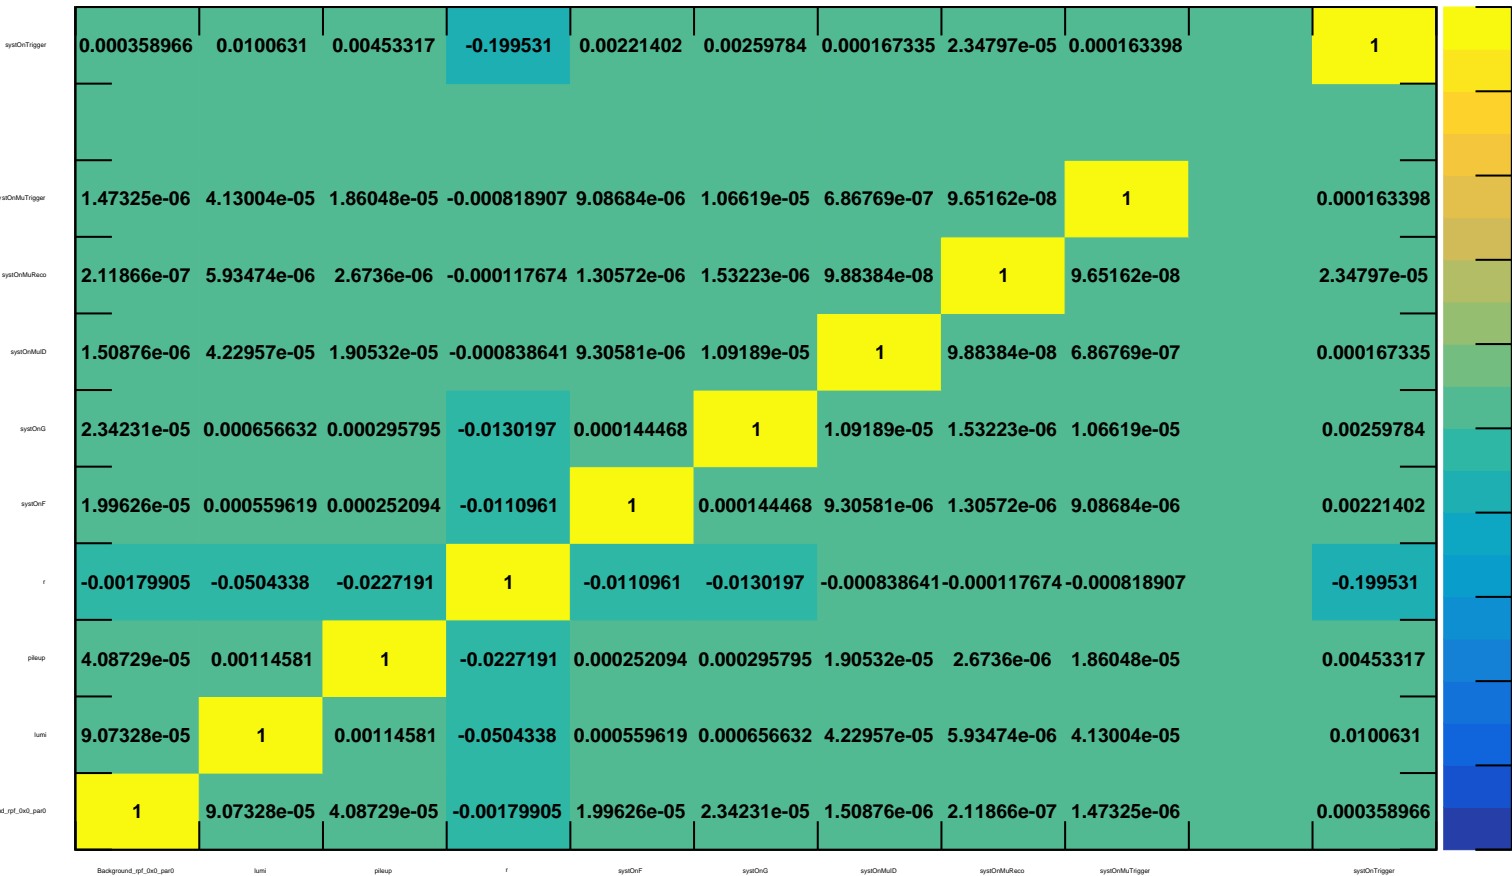 systOnTrigger 0.000358966 0.0100631 0.00453317 -0.199531 0.00221402 0.00259784 0.000167335 2.34797e-05 0.000163398 1
ystOnMuTrigger 1.47325e-06 4.13004e-05 1.86048e-05 -0.000818907 9.08684e-06 1.06619e-05 6.86769e-07 9.65162e-08 1 0.000163398
systOnMuReco 2.11866e-07 5.93474e-06 2.6736e-06 -0.000117674 1.30572e-06 1.53223e-06 9.88384e-08 1 9.65162e-08 2.34797e-05
systOnMuID 1.50876e-06 4.22957e-05 1.90532e-05 -0.000838641 9.30581e-06 1.09189e-05 1 9.88384e-08 6.86769e-07 0.000167335
systOnG 2.34231e-05 0.000656632 0.000295795 -0.0130197 0.000144468 1 1.09189e-05 1.53223e-06 1.06619e-05 0.00259784
systOnF 1.99626e-05 0.000559619 0.000252094 -0.0110961 1 0.000144468 9.30581e-06 1.30572e-06 9.08684e-06 0.00221402
r -0.00179905 -0.0504338 -0.0227191 1 -0.0110961 -0.0130197 -0.000838641 -0.000117674 -0.000818907 -0.199531
pileup 4.08729e-05 0.00114581 1 -0.0227191 0.000252094 0.000295795 1.90532e-05 2.6736e-06 1.86048e-05 0.00453317
lumi 9.07328e-05 1 0.00114581 -0.0504338 0.000559619 0.000656632 4.22957e-05 5.93474e-06 4.13004e-05 0.0100631
d_rpf_0x0_par0 1 9.07328e-05 4.08729e-05 -0.00179905 1.99626e-05 2.34231e-05 1.50876e-06 2.11866e-07 1.47325e-06 0.000358966
Background_rpf_0x0_par0 lumi pileup r systOnF systOnG systOnMuID systOnMuReco systOnMuTrigger systOnTrigger